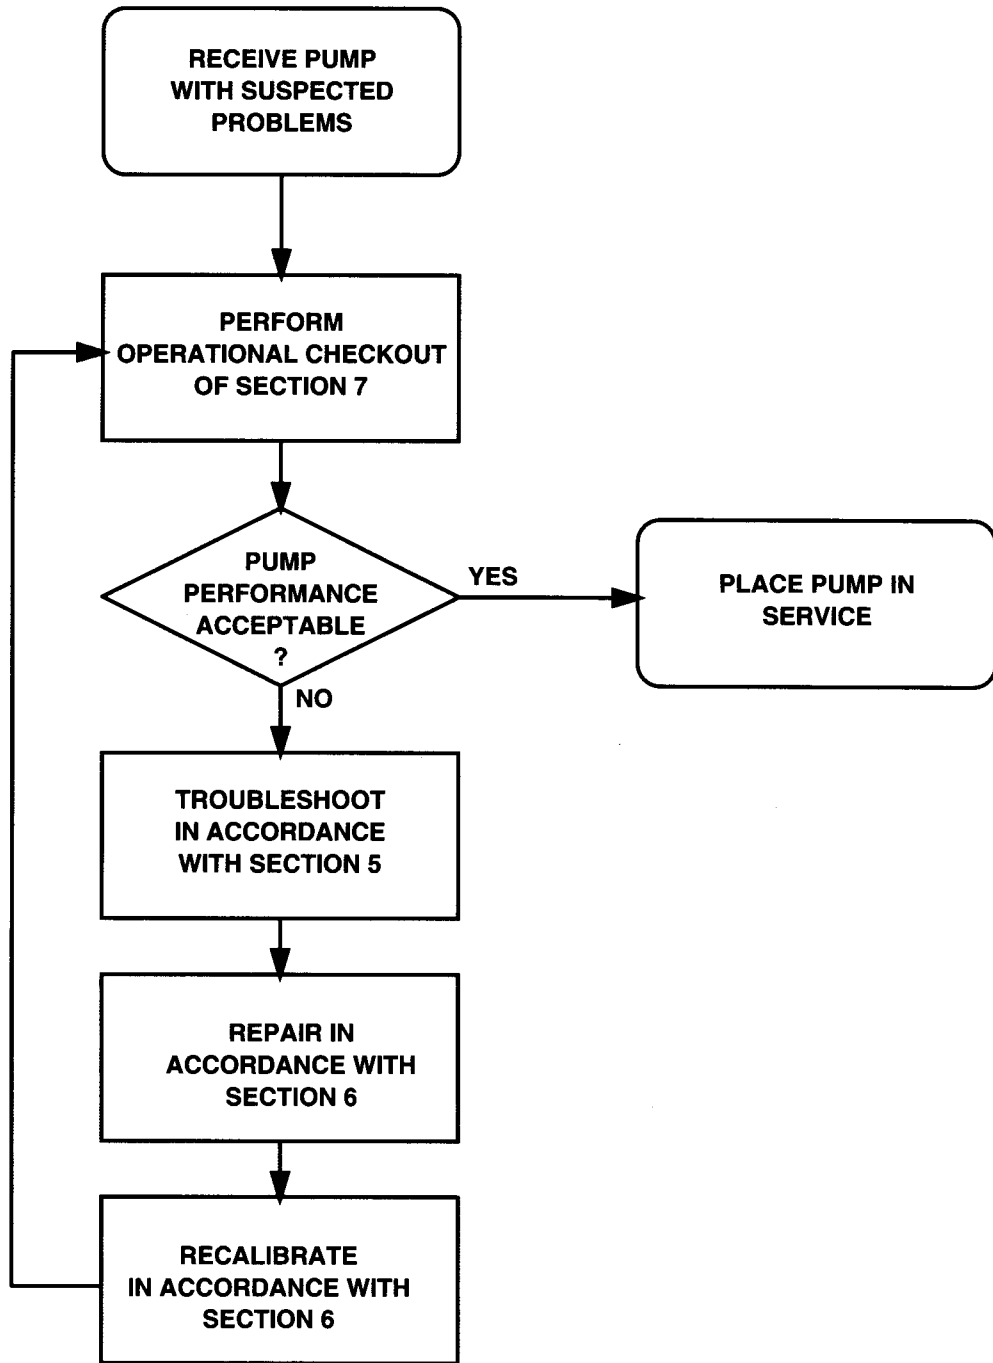 RECEIVE PUMP
WITH SUSPECTED
PROBLEMS
PERFORM
OPERATIONAL CHECKOUT
OF SECTION 7
PUMP
PERFORMANCE
ACCEPTABLE
?
YES
PLACE PUMP IN
SERVICE
NO
TROUBLESHOOT
IN ACCORDANCE
WITH SECTION 5
REPAIR IN
ACCORDANCE WITH
SECTION 6
RECALIBRATE
IN ACCORDANCE WITH
SECTION 6